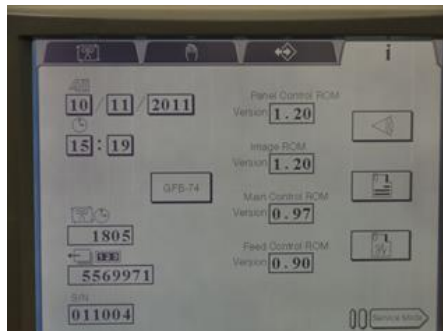 i
10 / 11 / 2011
15 : 19
GFB-74
1805
123
5569971
S/N
011004
Panel Control ROM
Version 1.20
Image ROM
Version 1.20
Main Control ROM
Version 0.97
Feed Control ROM
Version 0.90
Service Mode